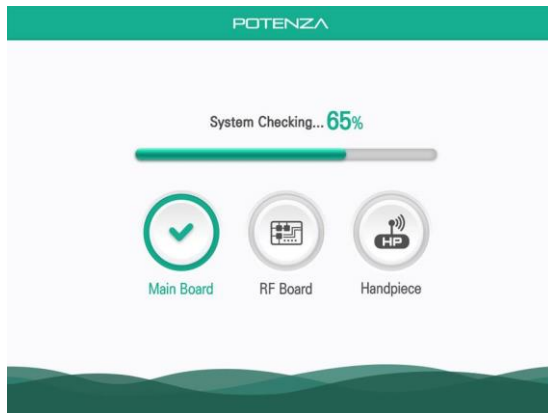 POTENZA
System Checking... 65%
HP
Main Board RF Board Handpiece